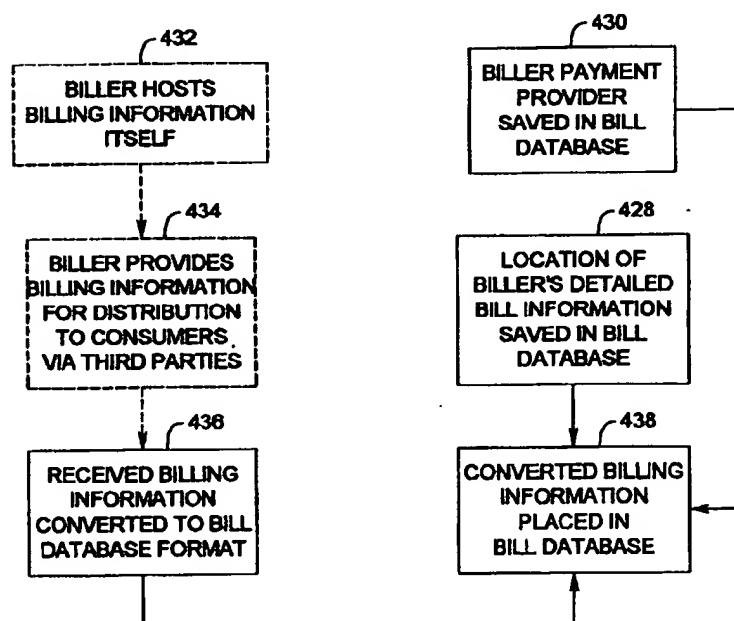 432
BILLER HOSTS
BILLING INFORMATION
ITSELF
434
BILLER PROVIDES
BILLING INFORMATION
FOR DISTRIBUTION
TO CONSUMERS
VIA THIRD PARTIES
436
RECEIVED BILLING
INFORMATION
CONVERTED TO BILL
DATABASE FORMAT
430
BILLER PAYMENT
PROVIDER
SAVED IN BILL
DATABASE
428
LOCATION OF
BILLER'S DETAILED
BILL INFORMATION
SAVED IN BILL
DATABASE
438
CONVERTED BILLING
INFORMATION
PLACED IN
BILL DATABASE